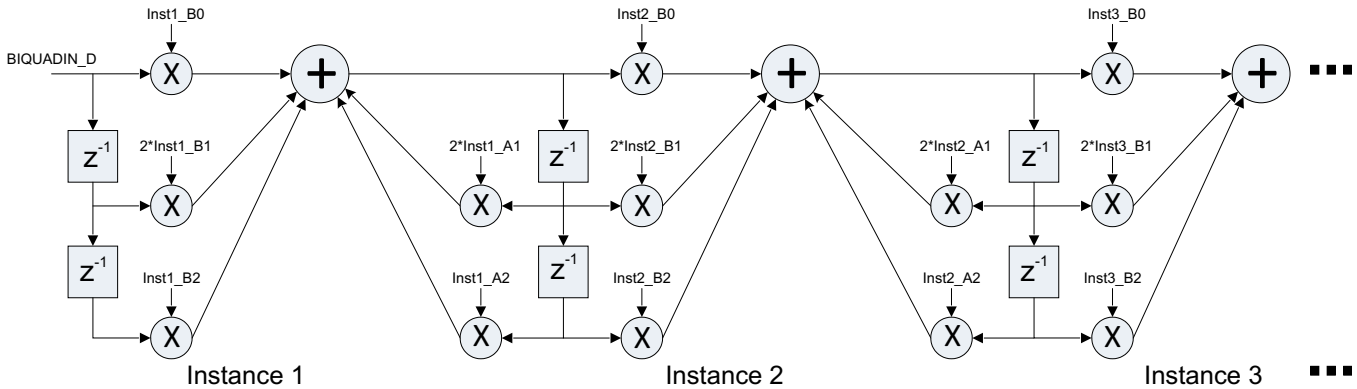 Inst1_B0
Inst2_B0
Inst3_B0
BIQUADIN_D
X
+
X
+
X
+
z-1
2*Inst1_B1
2*Inst1_A1
z-1
2*Inst2_B1
2*Inst2_A1
z-1
2*Inst3_B1
X
X
X
X
X
z-1
Inst1_B2
Inst1_A2
z-1
Inst2_B2
Inst2_A2
z-1
Inst3_B2
X
X
X
X
X
Instance 1
Instance 2
Instance 3